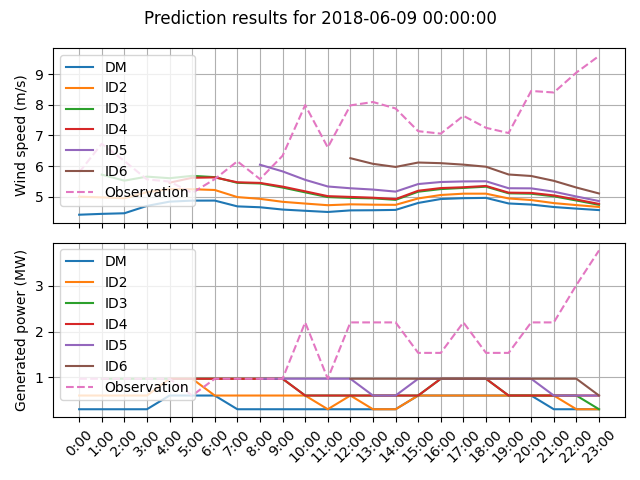 Prediction results for 2018-06-09 00:00:00
Wind speed (m/s)
9
8
7
6
5
DM
ID2
ID3
ID4
ID5
ID6
Observation
Generated power (MW)
3
2
1
DM
ID2
ID3
ID4
ID5
ID6
Observation
0:00
1:00
2:00
3:00
4:00
5:00
6:00
7:00
8:00
9:00
10:00
11:00
12:00
13:00
14:00
15:00
16:00
17:00
18:00
19:00
20:00
21:00
22:00
23:00